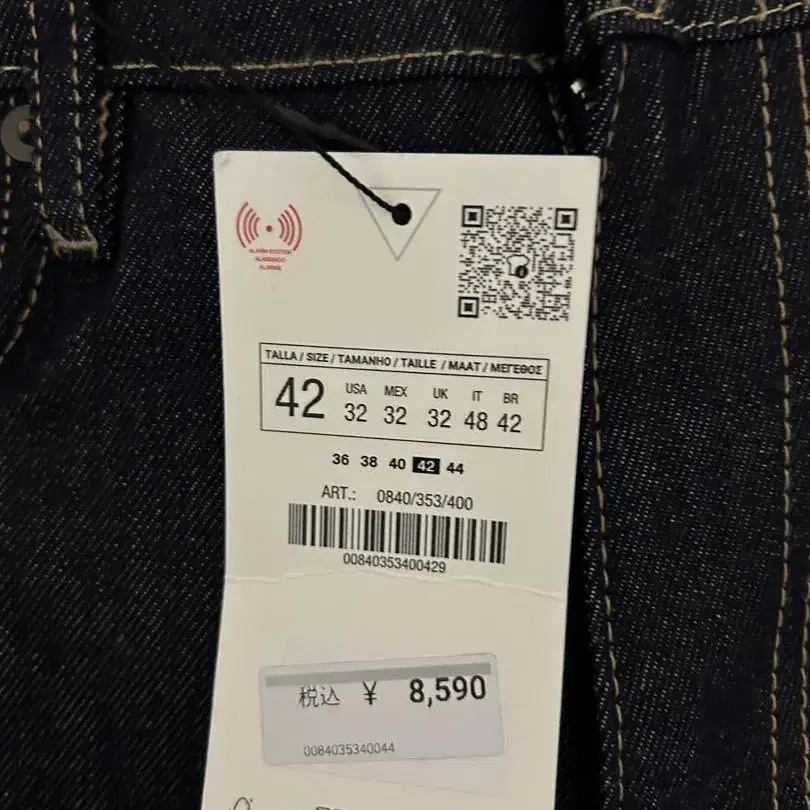 ALARM SYSTEM
ALARMADO
ALARME
TALLA / SIZE / TAMANHO / TAILLE / MAAT / ΜΕΓΕΘΟΣ
42 USA MEX UK IT BR
32 32 32 48 42
36 38 40 42 44
ART.: 0840/353/400
00840353400429
税込 ¥ 8,590
0084035340044